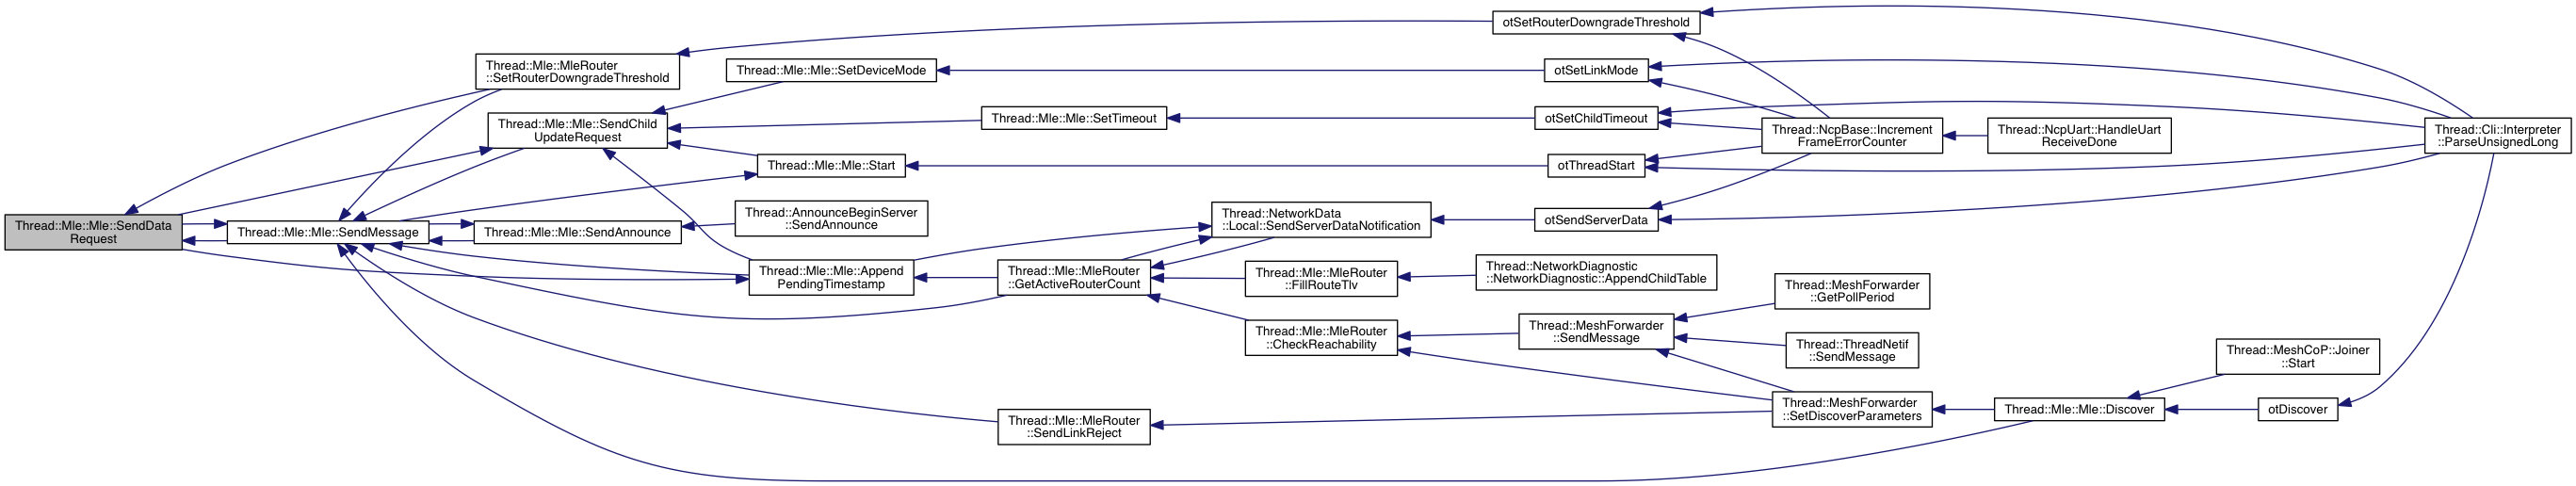 Thread::Mle::Mle::SendData
Request
Thread::Mle::Mle::SendMessage
Thread::Mle::MleRouter
::SetRouterDowngradeThreshold
Thread::Mle::Mle::SendChild
UpdateRequest
Thread::Mle::Mle::SendAnnounce
Thread::Mle::Mle::SetDeviceMode
Thread::Mle::Mle::SetTimeout
Thread::Mle::Mle::Start
Thread::AnnounceBeginServer
::SendAnnounce
Thread::Mle::Mle::Append
PendingTimestamp
Thread::Mle::MleRouter
::GetActiveRouterCount
Thread::Mle::MleRouter
::SendLinkReject
Thread::NetworkData
::Local::SendServerDataNotification
Thread::Mle::MleRouter
::FillRouteTlv
Thread::Mle::MleRouter
::CheckReachability
otSetRouterDowngradeThreshold
otSetLinkMode
otSetChildTimeout
otThreadStart
otSendServerData
Thread::NetworkDiagnostic
::NetworkDiagnostic::AppendChildTable
Thread::MeshForwarder
::SendMessage
Thread::NcpBase::Increment
FrameErrorCounter
Thread::MeshForwarder
::GetPollPeriod
Thread::ThreadNetif
::SendMessage
Thread::MeshForwarder
::SetDiscoverParameters
Thread::NcpUart::HandleUart
ReceiveDone
Thread::Mle::Mle::Discover
Thread::MeshCoP::Joiner
::Start
otDiscover
Thread::Cli::Interpreter
::ParseUnsignedLong